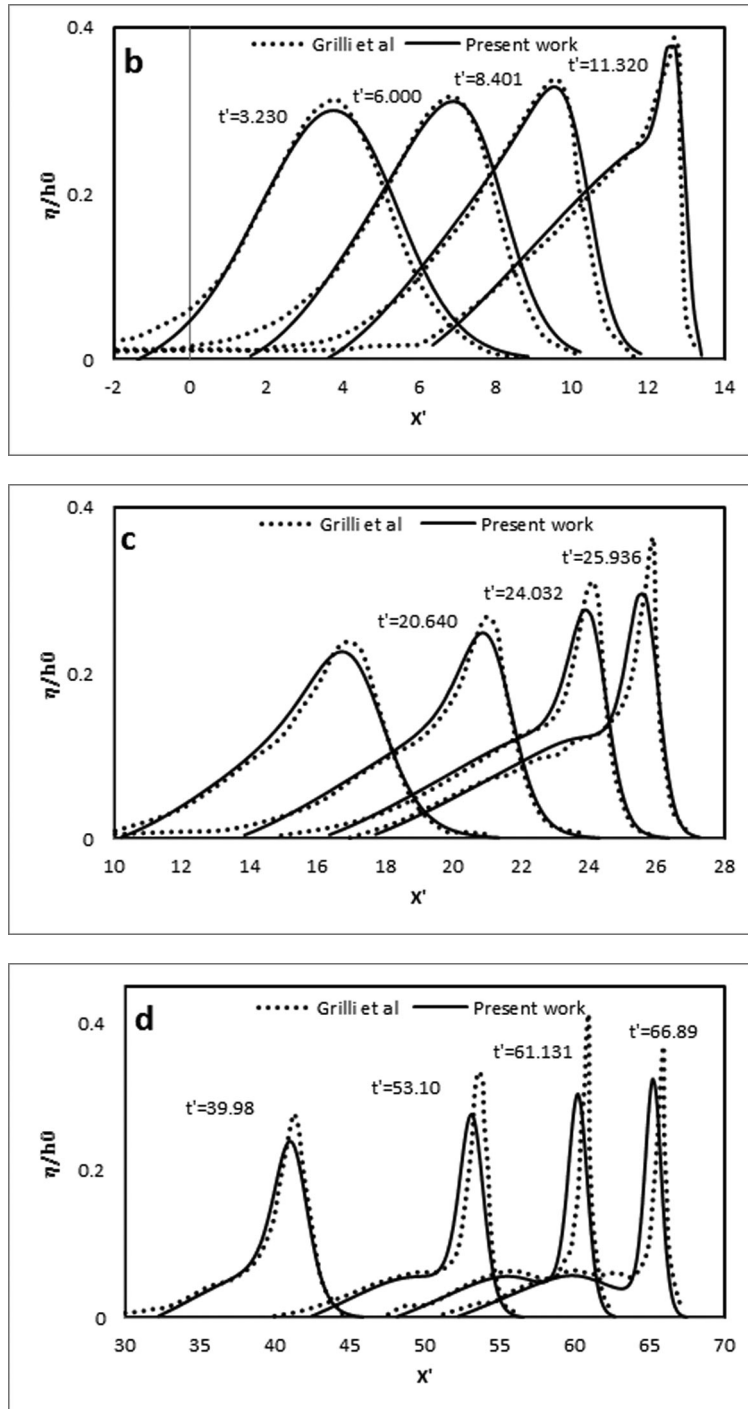 0.4
b
Grilli et al
Present work
t'=3.230
t'=6.000
t'=8.401
t'=11.320
η/h0
0.2
0
-2 0 2 4 6 8 10 12 14
X'
0.4
c
Grilli et al
Present work
t'=20.640
t'=24.032
t'=25.936
η/h0
0.2
0
10 12 14 16 18 20 22 24 26 28
X'
d
Grilli et al
Present work
0.4
t'=39.98
t'=53.10
t'=61.131
t'=66.89
η/h0
0.2
0
30 35 40 45 50 55 60 65 70
X'